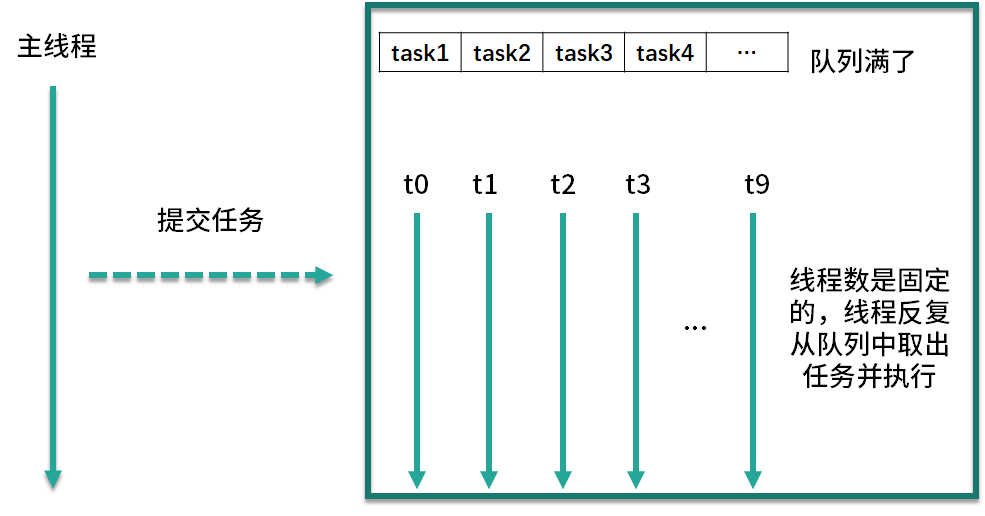 主线程
task1 task2 task3 task4 ...
队列满了
t0 t1 t2 t3 t9
提交任务
...
线程数是固定
的，线程反复
从队列中取出
任务并执行